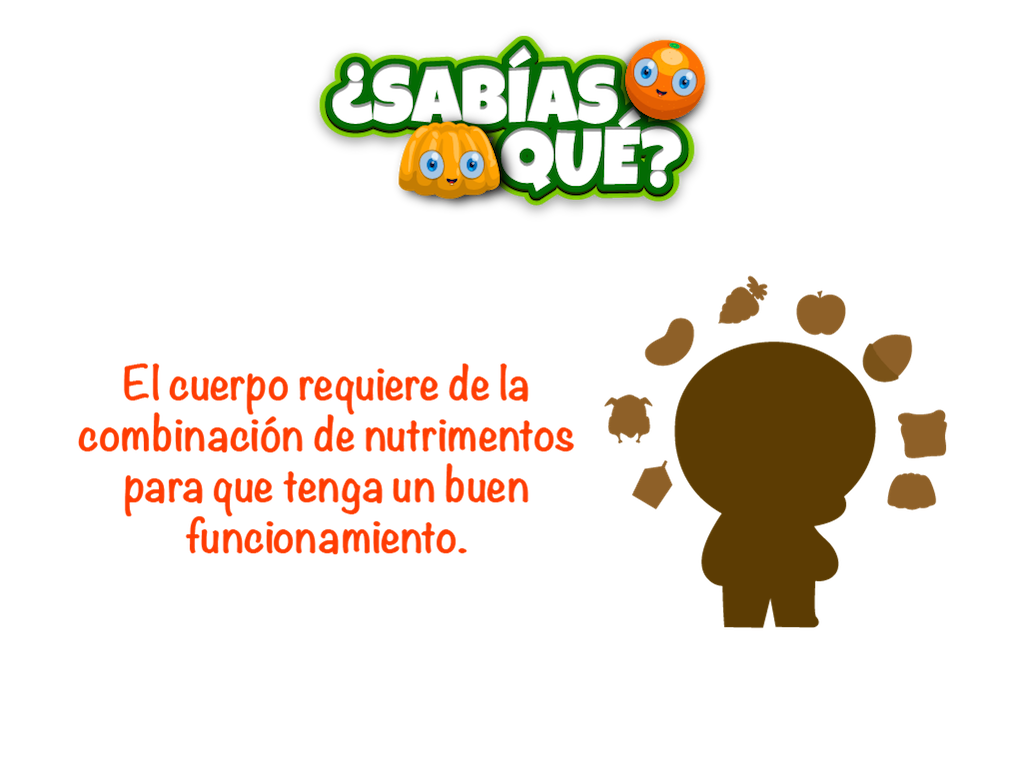 ¿SABÍAS
QUÉ?
El cuerpo requiere de la
combinación de nutrimentos
para que tenga un buen
funcionamiento.